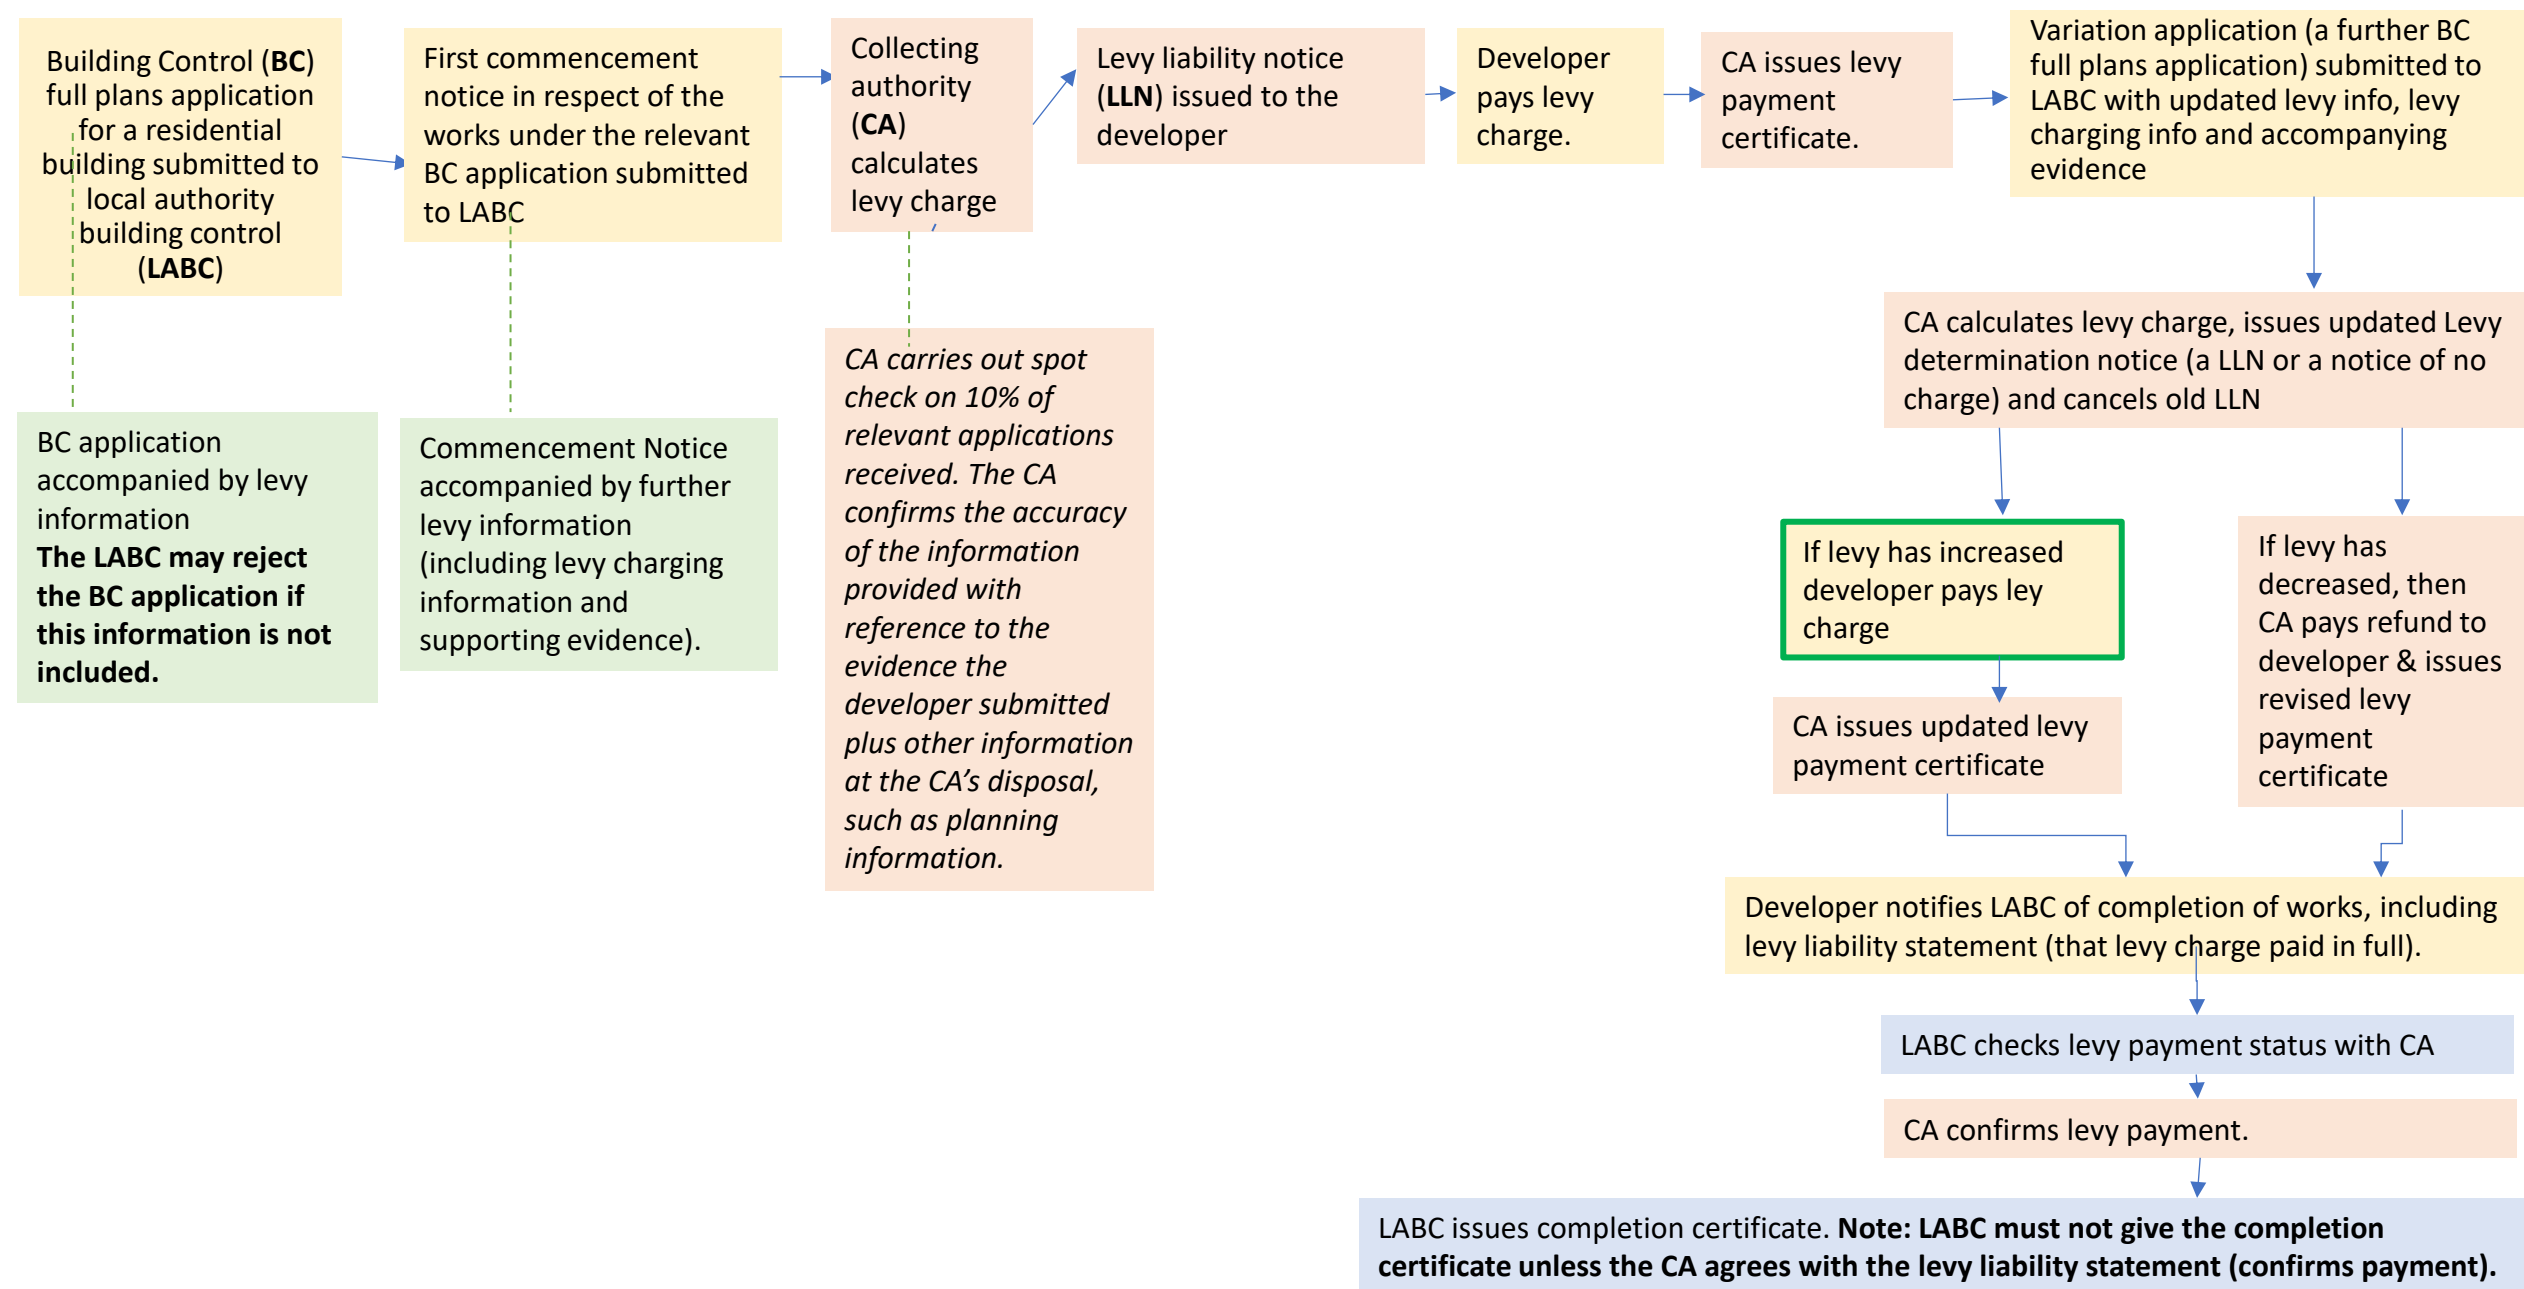 Building Control (BC)
full plans application
for a residential
building submitted to
local authority
building control
(LABC)
First commencement
notice in respect of the
works under the relevant
BC application submitted
to LABC
Collecting
authority
(CA)
calculates
levy charge
Levy liability notice
(LLN) issued to the
developer
Developer
pays levy
charge.
CA issues levy
payment
certificate.
Variation application (a further BC
full plans application) submitted to
LABC with updated levy info, levy
charging info and accompanying
evidence
BC application
accompanied by levy
information
The LABC may reject
the BC application if
this information is not
included.
Commencement Notice
accompanied by further
levy information
(including levy charging
information and
supporting evidence).
CA carries out spot
check on 10% of
relevant applications
received. The CA
confirms the accuracy
of the information
provided with
reference to the
evidence the
developer submitted
plus other information
at the CA’s disposal,
such as planning
information.
CA calculates levy charge, issues updated Levy
determination notice (a LLN or a notice of no
charge) and cancels old LLN
If levy has increased
developer pays ley
charge
If levy has
decreased, then
CA pays refund to
developer & issues
revised levy
payment
certificate
CA issues updated levy
payment certificate
Developer notifies LABC of completion of works, including
levy liability statement (that levy charge paid in full).
LABC checks levy payment status with CA
CA confirms levy payment.
LABC issues completion certificate. Note: LABC must not give the completion
certificate unless the CA agrees with the levy liability statement (confirms payment).